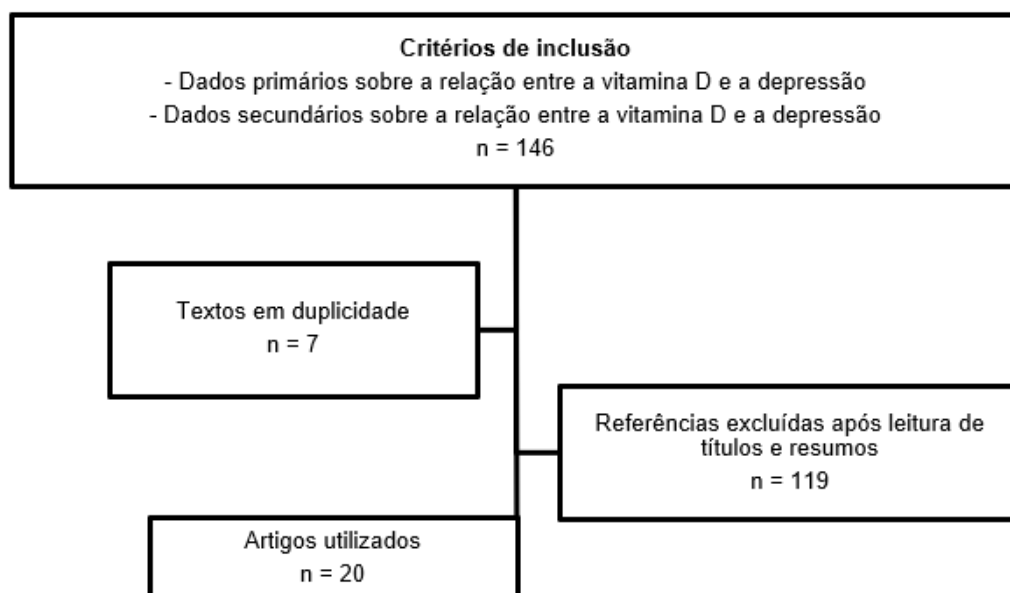 Critérios de inclusão
- Dados primários sobre a relação entre a vitamina D e a depressão
- Dados secundários sobre a relação entre a vitamina D e a depressão
n = 146
Textos em duplicidade
n = 7
Referências excluídas após leitura de
títulos e resumos
n = 119
Artigos utilizados
n = 20